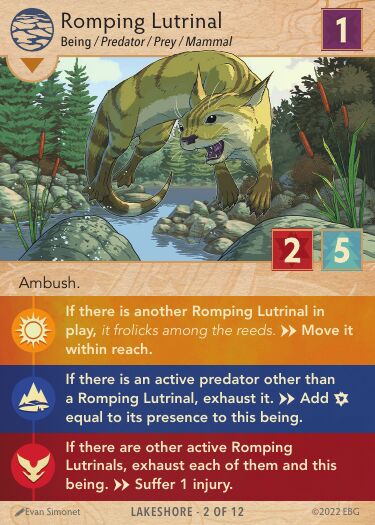 Romping Lutrinal
Being / Predator / Prey / Mammal
1
2 5
Ambush.
If there is another Romping Lutrinal in
play, it frolicks among the reeds. Move it
within reach.
If there is an active predator other than
a Romping Lutrinal, exhaust it. Add
equal to its presence to this being.
If there are other active Romping
Lutrinals, exhaust each of them and this
being. Suffer 1 injury.
Evan Simonet LAKESHORE - 2 OF 12 ©2022 EBG